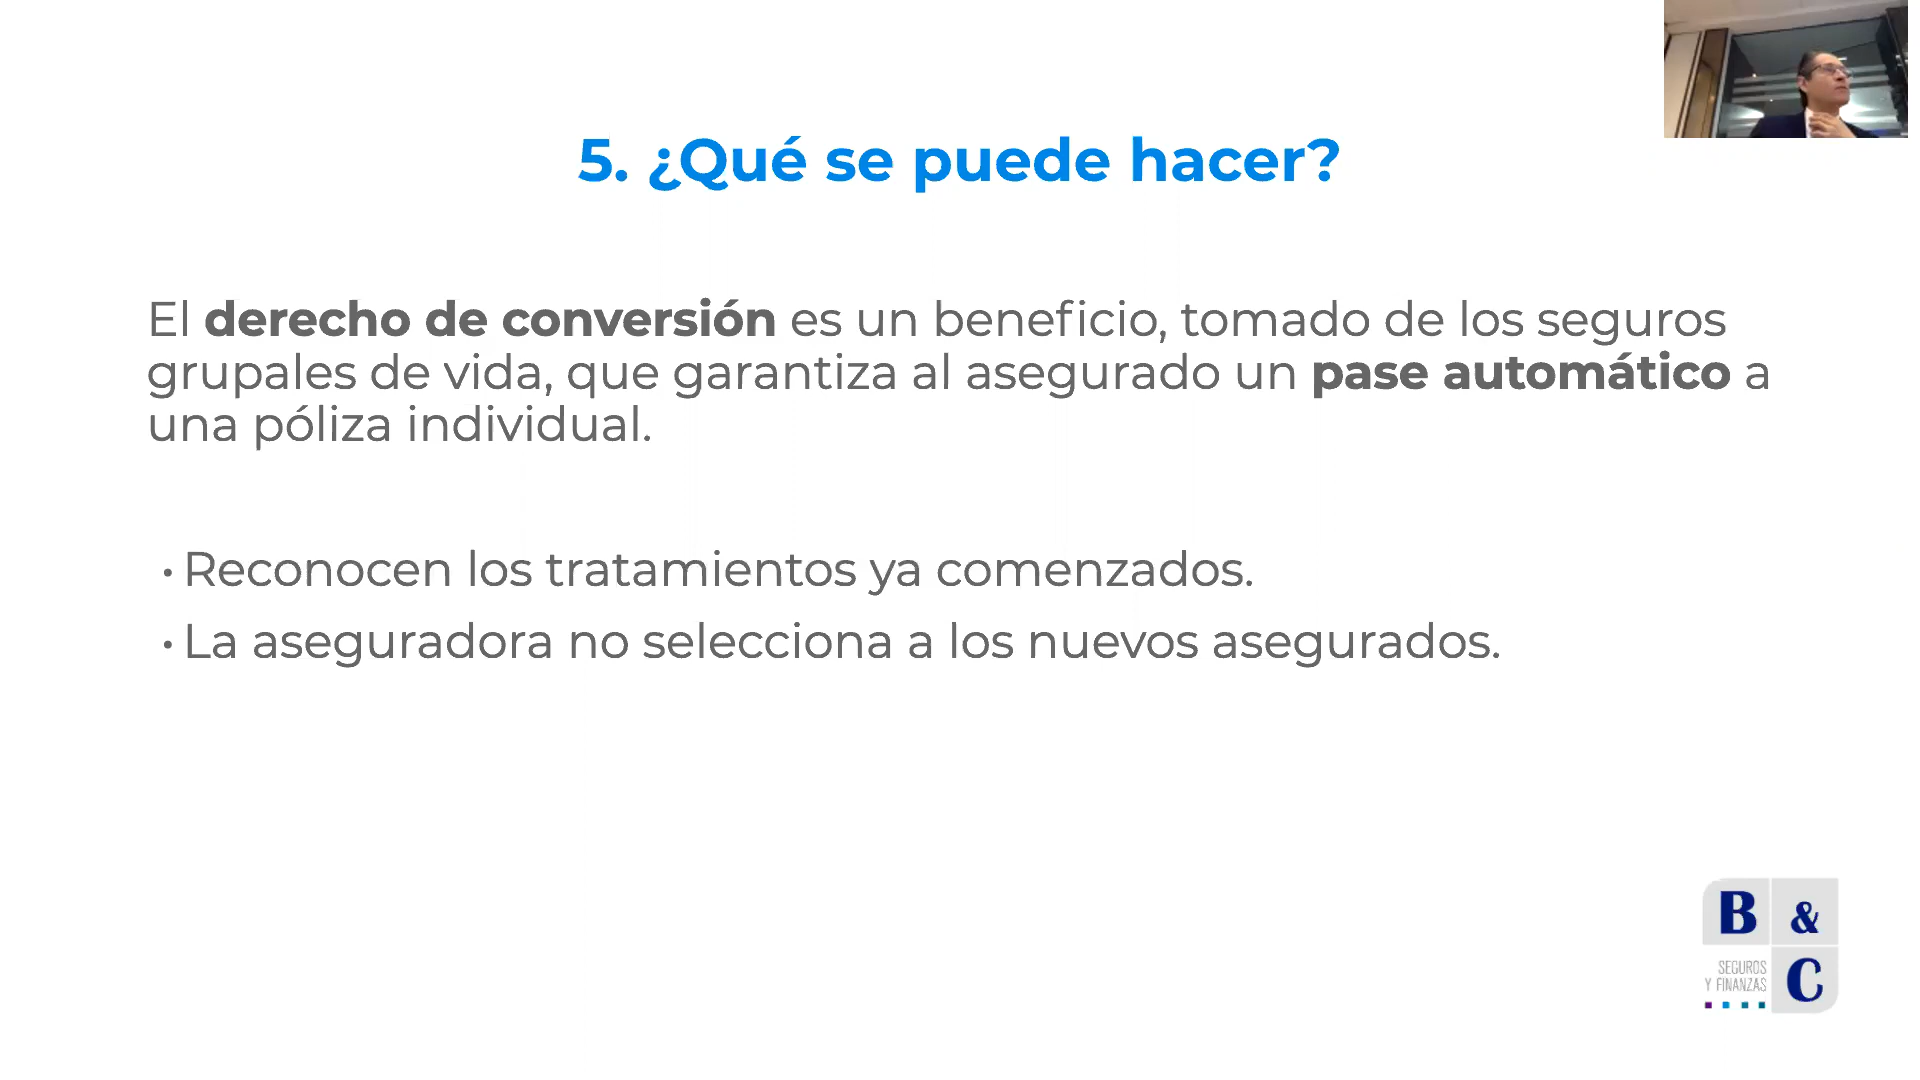 5. ¿Qué se puede hacer?
El derecho de conversión es un beneficio, tomado de los seguros
grupales de vida, que garantiza al asegurado un pase automático a
una póliza individual.
• Reconocen los tratamientos ya comenzados.
• La aseguradora no selecciona a los nuevos asegurados.
B &
SEGUROS
Y FINANZAS
C